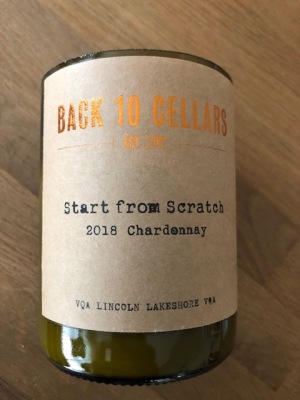 BACK 10 CELLARS
Start from Scratch
2018 Chardonnay
VQA LINCOLN LAKESHORE VQA